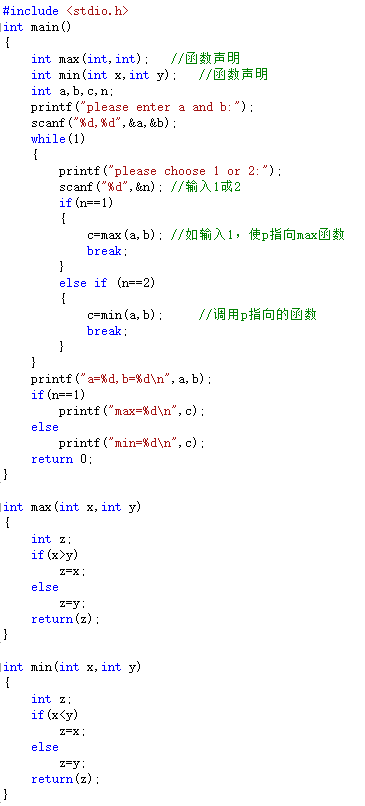 #include <stdio.h>
int main()
{
    int max(int,int);   //函数声明
    int min(int x,int y);   //函数声明
    int a,b,c,n;
    printf("please enter a and b:");
    scanf("%d,%d",&a,&b);
    while(1)
    {
        printf("please choose 1 or 2:");
        scanf("%d",&n); //输入1或2
        if(n==1)
        {
            c=max(a,b); //如输入1，使p指向max函数
            break;
        }
        else if (n==2)
        {
            c=min(a,b);     //调用p指向的函数
            break;
        }
    }
    printf("a=%d,b=%d\n",a,b);
    if(n==1)
        printf("max=%d\n",c);
    else
        printf("min=%d\n",c);
    return 0;
}
int max(int x,int y)
{
    int z;
    if(x>y)
        z=x;
    else
        z=y;
    return(z);
}
int min(int x,int y)
{
    int z;
    if(x<y)
        z=x;
    else
        z=y;
    return(z);
}